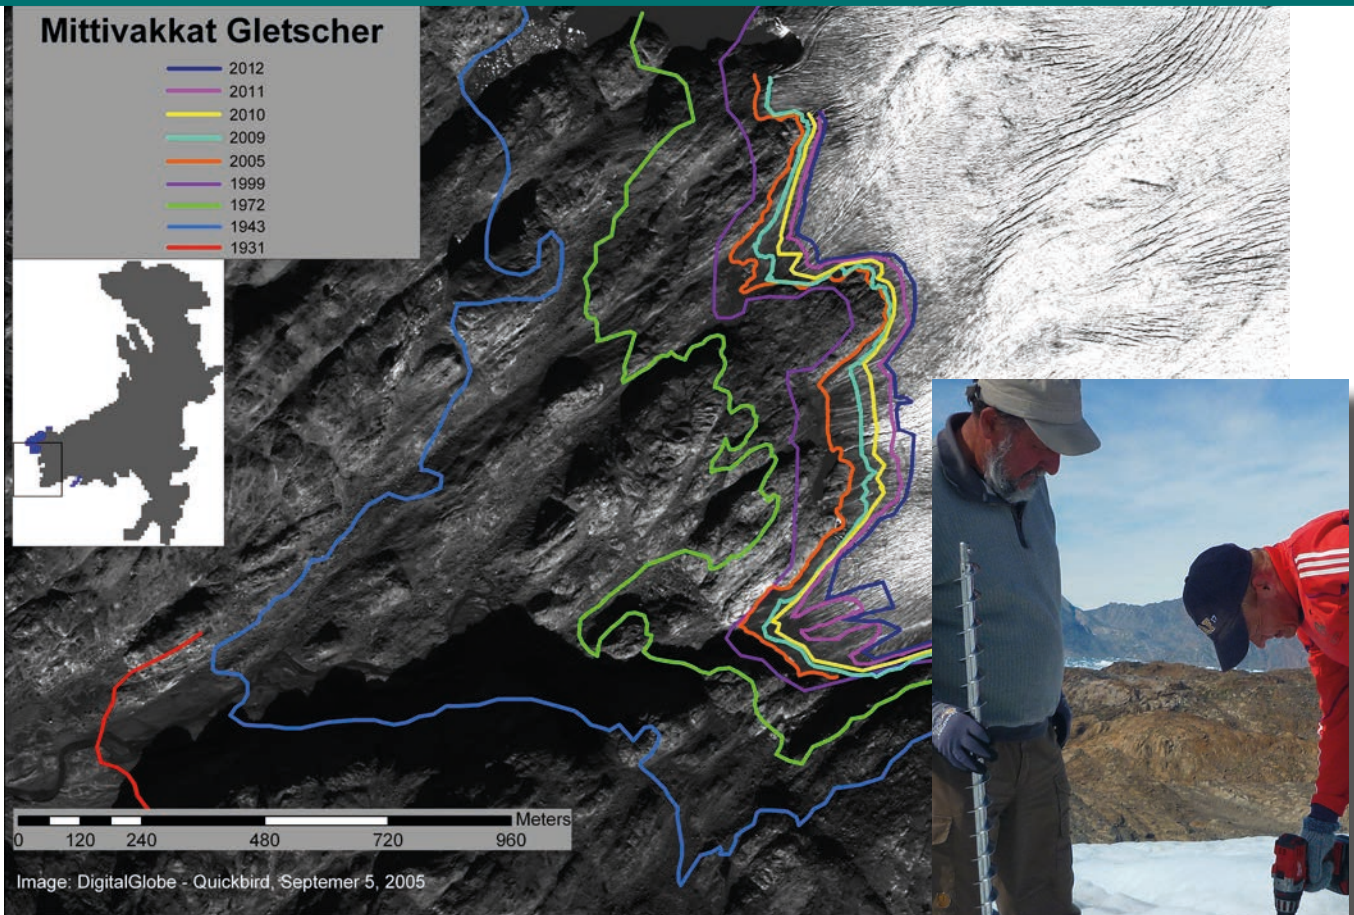 Mittivakkat Gletscher
2012
2011
2010
2009
2005
1999
1972
1943
1931
Meters
0 120 240 480 720 960
Image: DigitalGlobe - Quickbird, Septemer 5, 2005